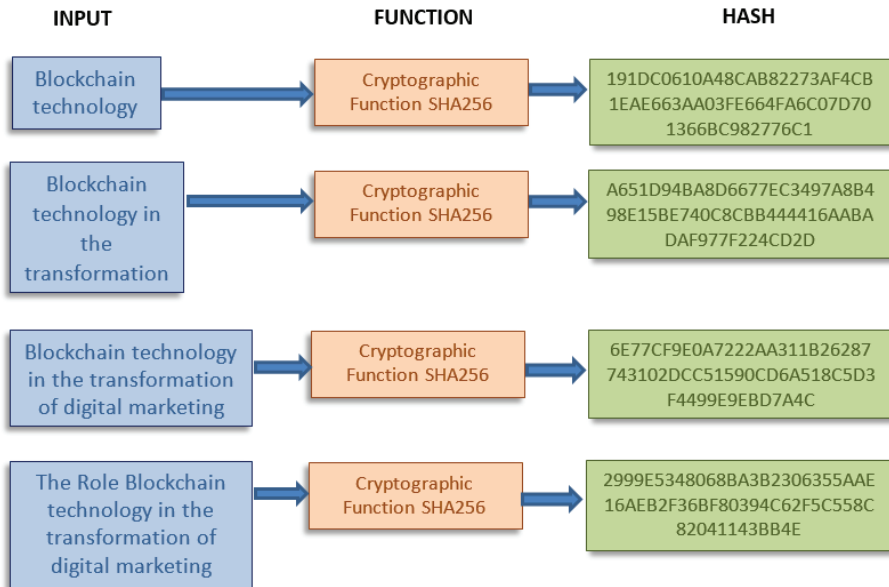 INPUT
FUNCTION
HASH
Blockchain
technology
Cryptographic
Function SHA256
191DC0610A48CAB82273AF4CB
1EAE663AA03FE664FA6C07D70
1366BC982776C1
Blockchain
technology in
the
transformation
Cryptographic
Function SHA256
A651D94BA8D6677EC3497A8B4
98E15BE740C8CBB444416AABA
DAF977F224CD2D
Blockchain technology
in the transformation
of digital marketing
Cryptographic
Function SHA256
6E77CF9E0A7222AA311B26287
743102DCC51590CD6A518C5D3
F4499E9EBD7A4C
The Role Blockchain
technology in the
transformation of
digital marketing
Cryptographic
Function SHA256
2999E5348068BA3B2306355AAE
16AEB2F36BF80394C62F5C558C
82041143BB4E